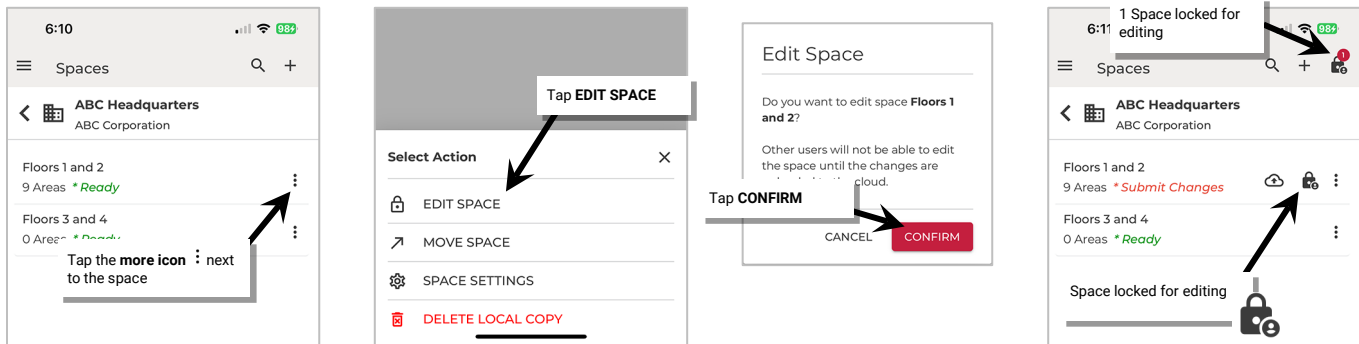 6:10
98
Spaces
ABC Headquarters
ABC Corporation
Floors 1 and 2
9 Areas * Ready
Floors 3 and 4
0 Areas * Ready
Tap the more icon ⋮ next
to the space
Tap EDIT SPACE
Select Action
EDIT SPACE
MOVE SPACE
SPACE SETTINGS
DELETE LOCAL COPY
Edit Space
Do you want to edit space Floors 1
and 2?
Other users will not be able to edit
the space until the changes are
cloud.
Tap CONFIRM
CANCEL CONFIRM
1 Space locked for
editing
6:11
98
1
Spaces
ABC Headquarters
ABC Corporation
Floors 1 and 2
9 Areas * Submit Changes
Floors 3 and 4
0 Areas * Ready
Space locked for editing